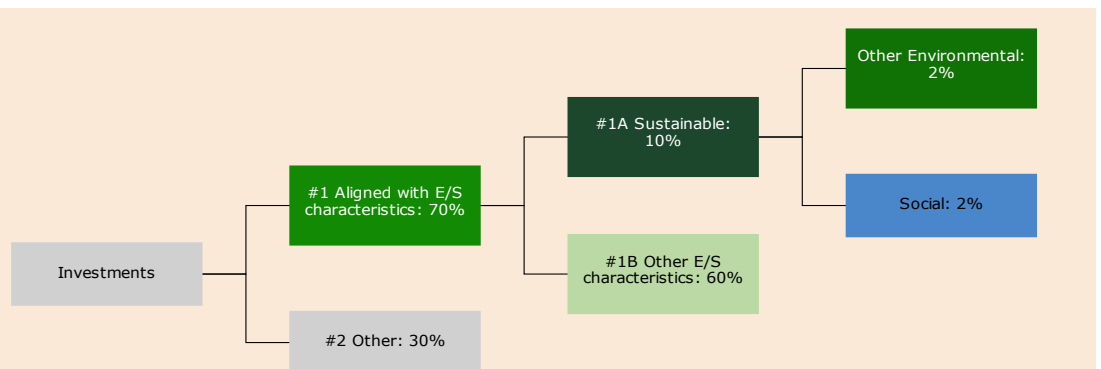 Other Environmental:
2%
#1A Sustainable:
10%
#1 Aligned with E/S
characteristics: 70%
Social: 2%
#1B Other E/S
characteristics: 60%
Investments
#2 Other: 30%